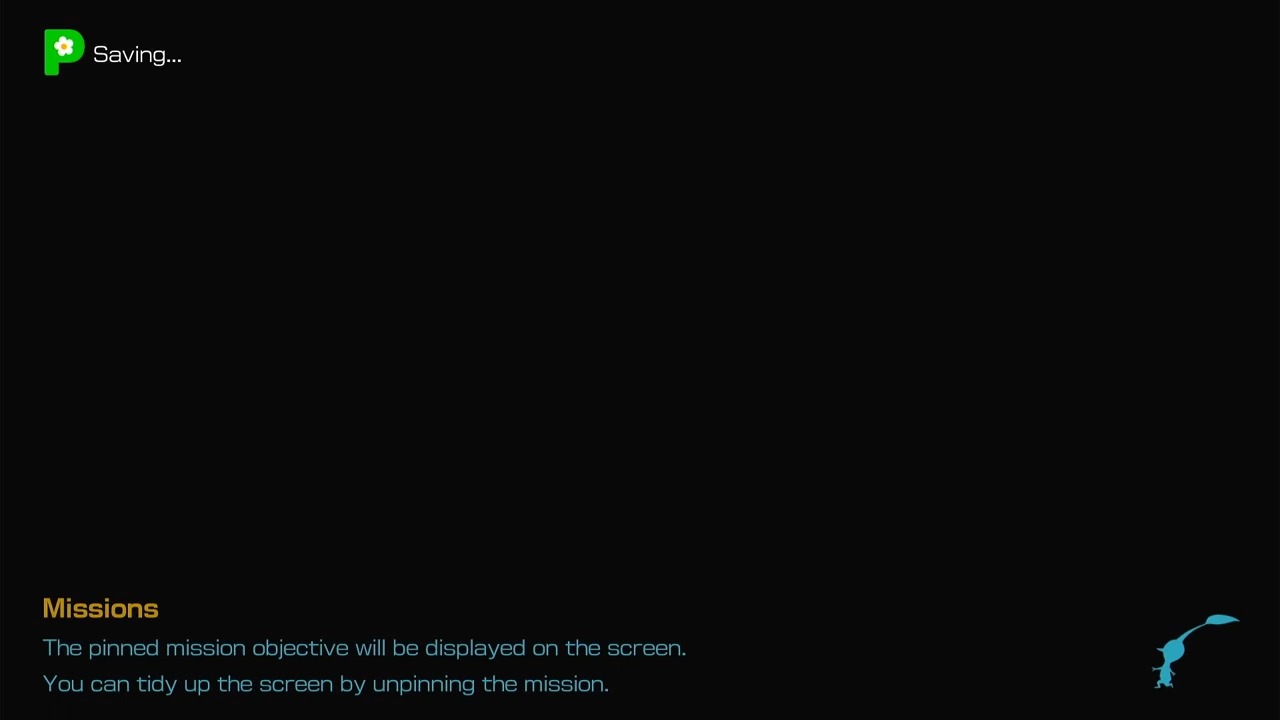 P Saving...
Missions
The pinned mission objective will be displayed on the screen.
You can tidy up the screen by unpinning the mission.